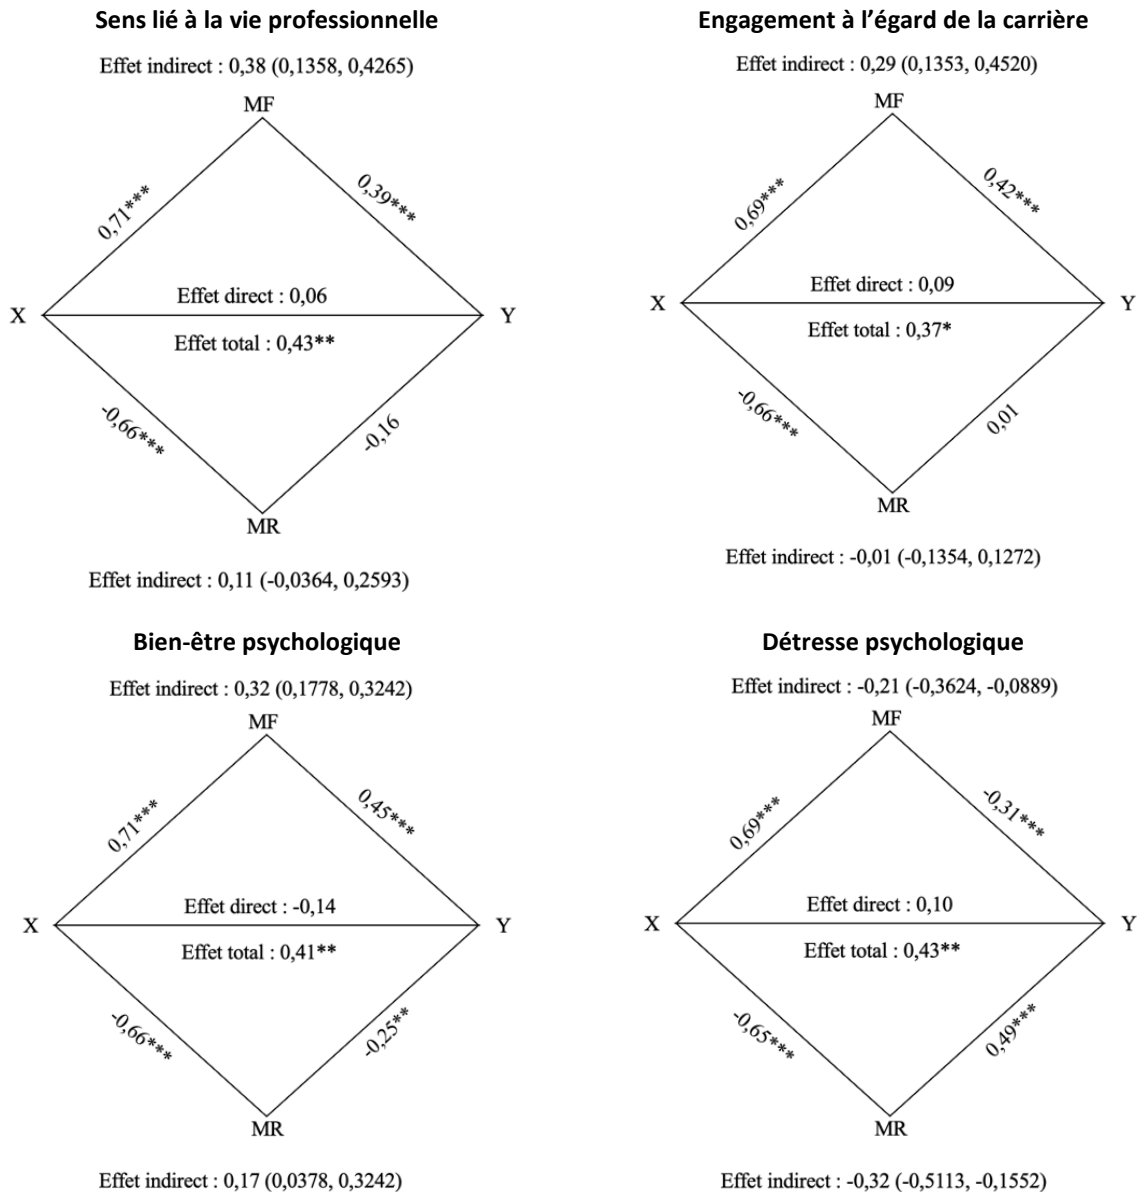 Sens lié à la vie professionnelle
Effet indirect : 0,38 (0,1358, 0,4265)
MF
0,71***
0,39***
X
Effet direct : 0,06
Effet total : 0,43**
Y
-0,66***
-0,16
MR
Effet indirect : 0,11 (-0,0364, 0,2593)
Engagement à l’égard de la carrière
Effet indirect : 0,29 (0,1353, 0,4520)
MF
0,69***
0,42***
X
Effet direct : 0,09
Effet total : 0,37*
Y
-0,66***
0,01
MR
Effet indirect : -0,01 (-0,1354, 0,1272)
Bien-être psychologique
Effet indirect : 0,32 (0,1778, 0,3242)
MF
0,71***
0,45***
X
Effet direct : -0,14
Effet total : 0,41**
Y
-0,66***
-0,25**
MR
Effet indirect : 0,17 (0,0378, 0,3242)
Détresse psychologique
Effet indirect : -0,21 (-0,3624, -0,0889)
MF
0,69***
-0,31***
X
Effet direct : 0,10
Effet total : 0,43**
Y
-0,65***
0,49***
MR
Effet indirect : -0,32 (-0,5113, -0,1552)